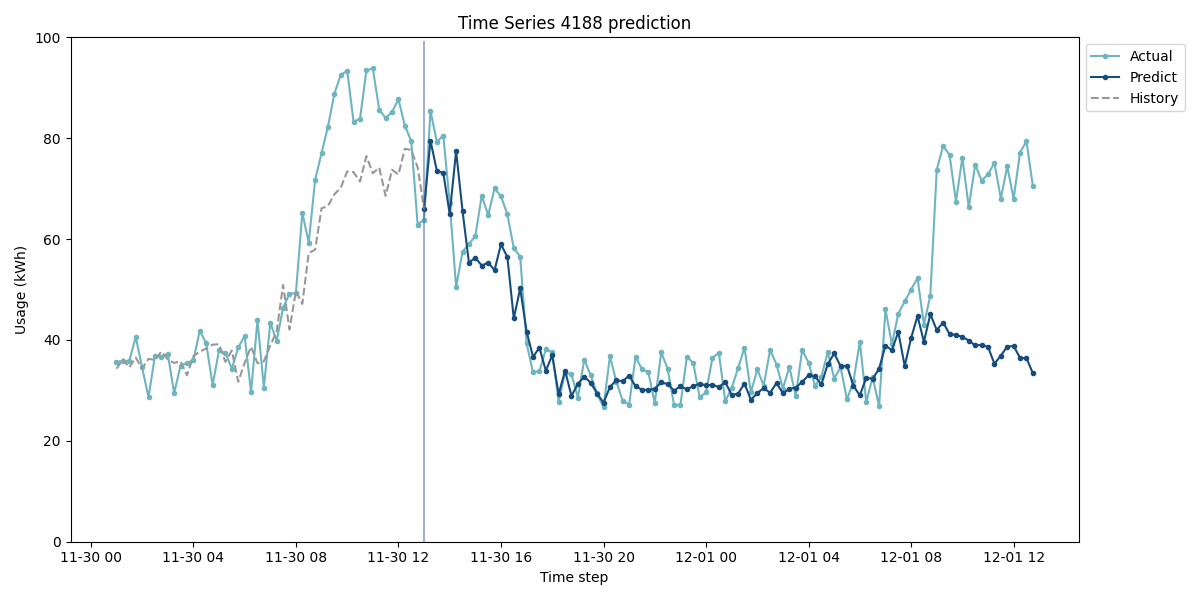 Time Series 4188 prediction
Usage (kWh)
100
80
60
40
20
0
11-30 00
11-30 04
11-30 08
11-30 12
11-30 16
11-30 20
12-01 00
12-01 04
12-01 08
12-01 12
Time step
Actual
Predict
History